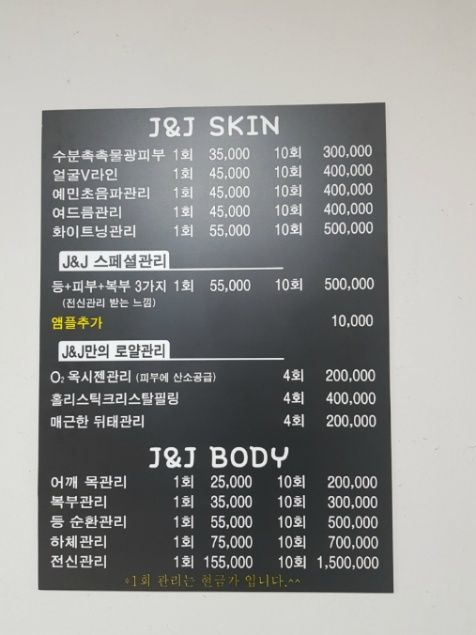 J&J SKIN
수분촉촉물광피부 1회 35,000 10회 300,000
얼굴V라인 1회 45,000 10회 400,000
예민초음파관리 1회 45,000 10회 400,000
여드름관리 1회 45,000 10회 400,000
화이트닝관리 1회 55,000 10회 500,000
J&J 스페셜관리
등+피부+복부 3가지 1회 55,000 10회 500,000
(전신관리 받는 느낌)
앰플추가 10,000
J&J만의 로얄관리
O₂ 옥시젠관리 (피부에 산소공급) 4회 200,000
홀리스틱크리스탈필링 4회 400,000
매근한 뒤태관리 4회 200,000
J&J BODY
어깨 목관리 1회 25,000 10회 200,000
복부관리 1회 35,000 10회 300,000
등 순환관리 1회 55,000 10회 500,000
하체관리 1회 75,000 10회 700,000
전신관리 1회 155,000 10회 1,500,000
*1회 관리는 현금가 입니다.^^